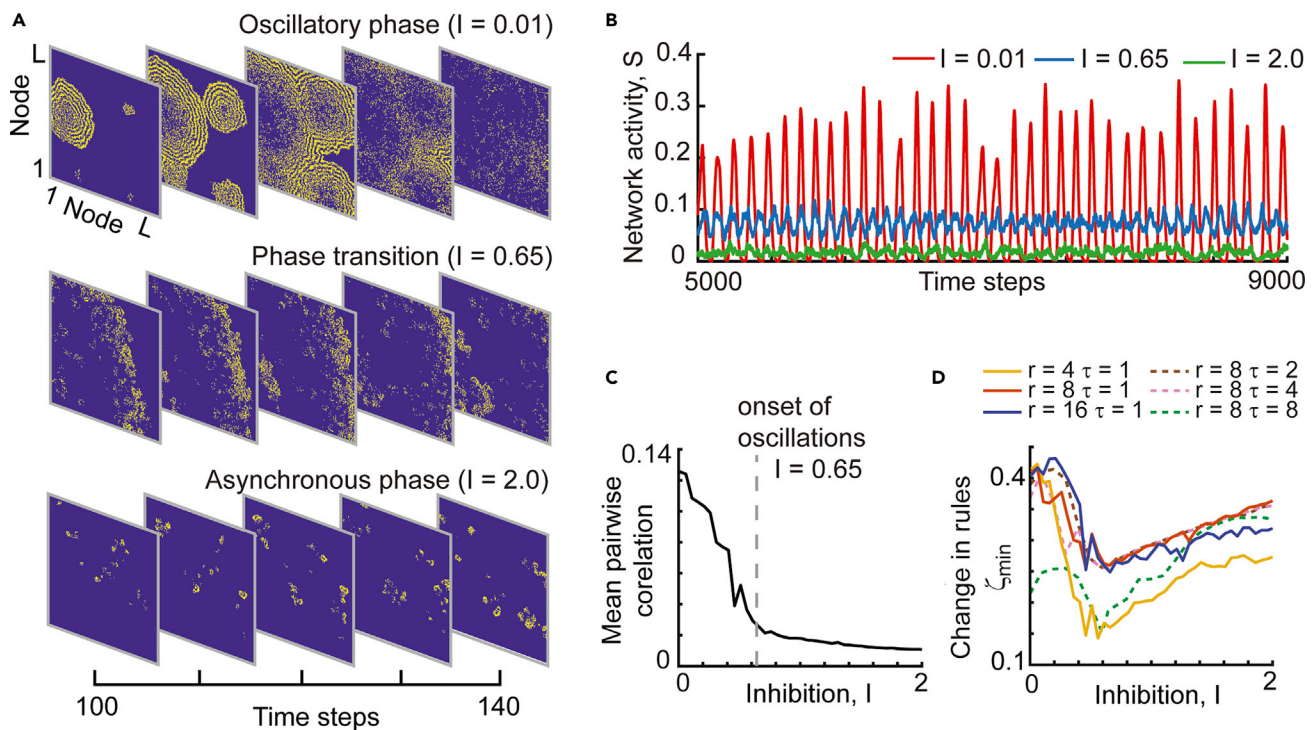 A
Oscillatory phase (I = 0.01)
L
Node
1
1 Node L
Phase transition (I = 0.65)
Asynchronous phase (I = 2.0)
100 140
Time steps
B
I = 0.01 I = 0.65 I = 2.0
Network activity, S
0.4
0.3
0.2
0.1
0
5000 Time steps 9000
C
onset of
oscillations
I = 0.65
Mean pairwise
corelation
0.14
0
0 2
Inhibition, I
D
r = 4 τ = 1 r = 8 τ = 2
r = 8 τ = 1 r = 8 τ = 4
r = 16 τ = 1 r = 8 τ = 8
Change in rules
ζmin
0.4
0.1
0 2
Inhibition, I